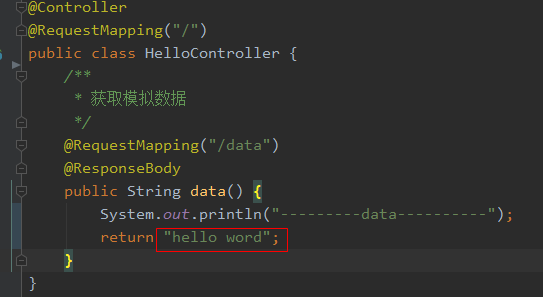 @Controller
@RequestMapping("/")
public class HelloController {
/**
* 获取模拟数据
*/
@RequestMapping("/data")
@ResponseBody
public String data() {
System.out.println("---------data----------");
return "hello word";
}
}